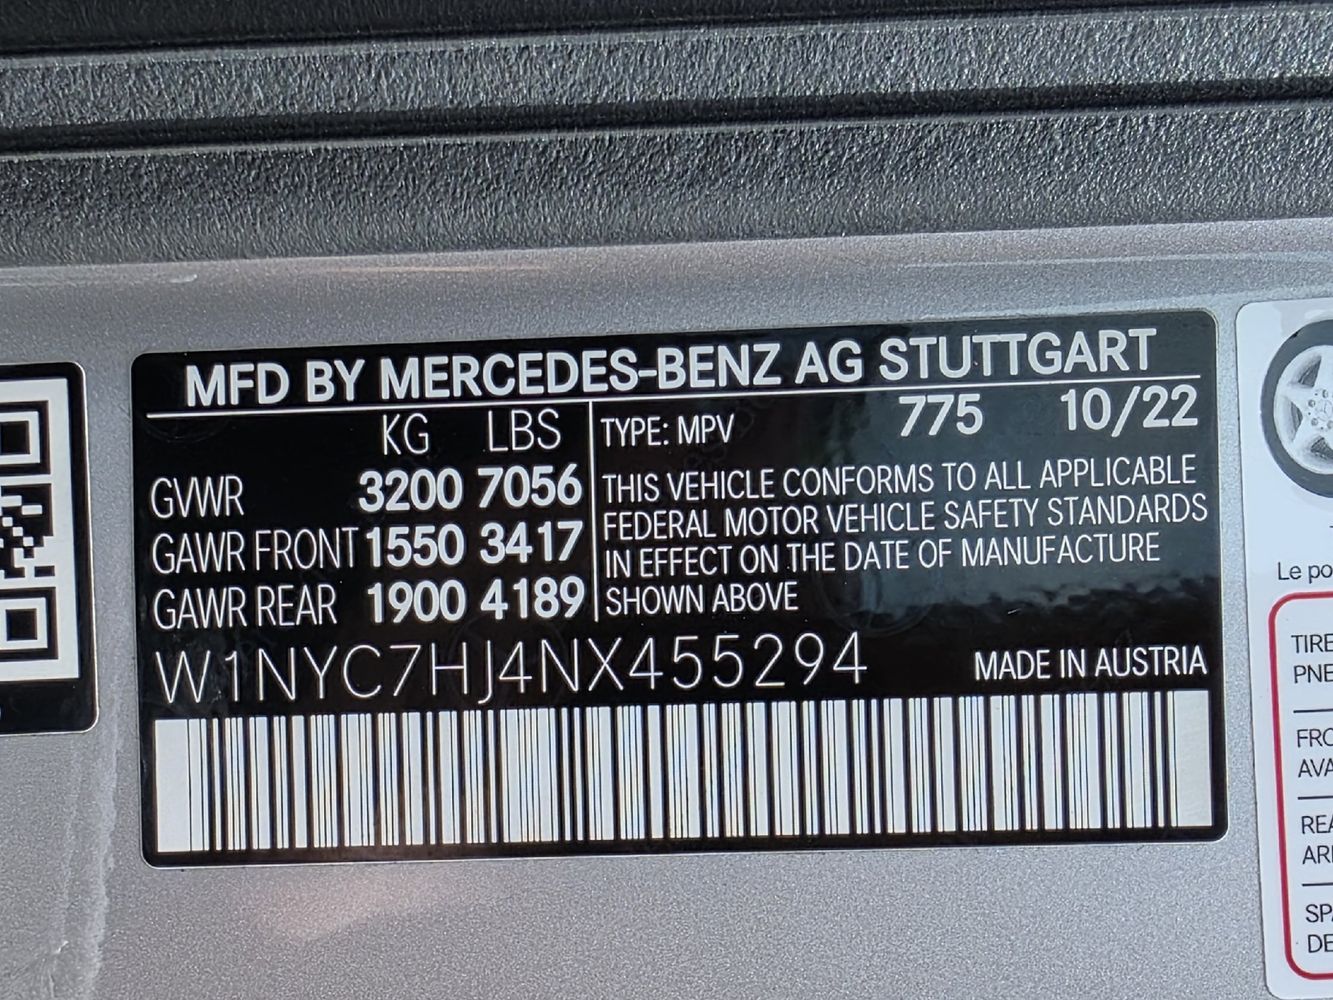 MFD BY MERCEDES-BENZ AG STUTTGART
KG LBS
GVWR 3200 7056
GAWR FRONT 1550 3417
GAWR REAR 1900 4189
TYPE: MPV 775 10/22
THIS VEHICLE CONFORMS TO ALL APPLICABLE
FEDERAL MOTOR VEHICLE SAFETY STANDARDS
IN EFFECT ON THE DATE OF MANUFACTURE
SHOWN ABOVE
W1NYC7HJ4NX455294 MADE IN AUSTRIA
Le po
TIRE
PNE
FRO
AVA
REA
ARR
SPA
DE